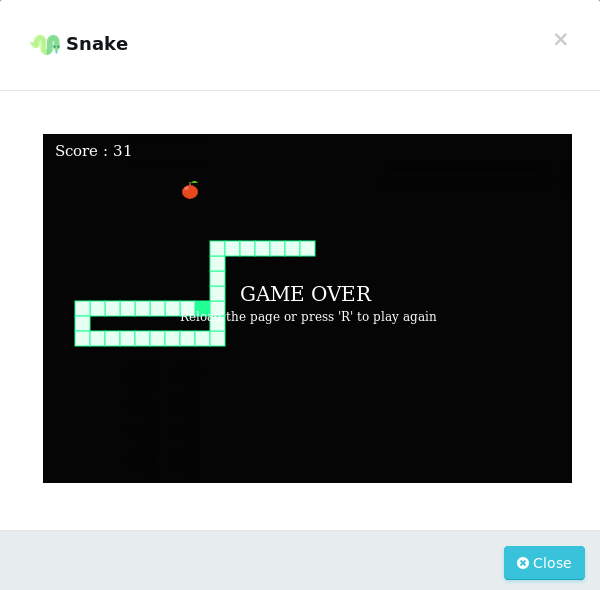 Snake
Score : 31
GAME OVER
Reload the page or press 'R' to play again
Close